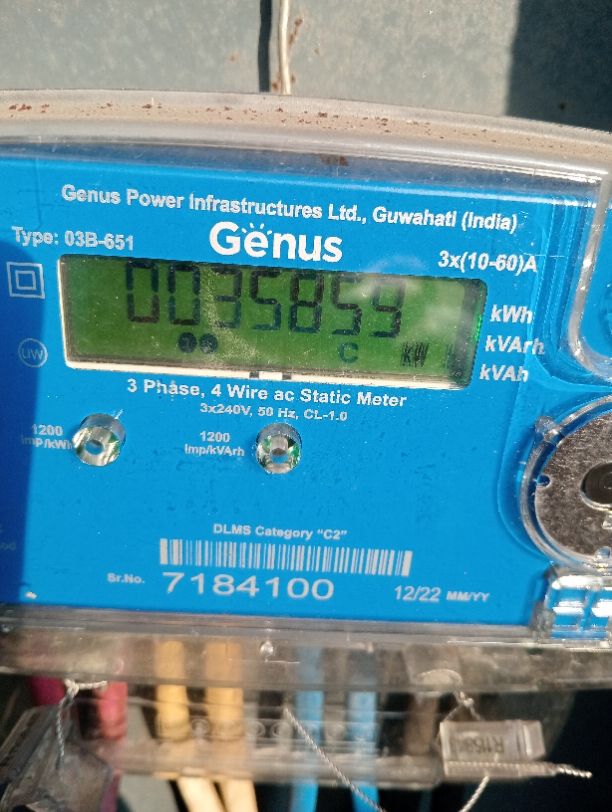 Genus Power Infrastructures Ltd., Guwahati (India)
Type: 03B-651
Genus
3x(10-60)A
0035859
kWh
kVArh
kVAh
C
kW
UW
3 Phase, 4 Wire ac Static Meter
3x240V, 50 Hz, CL-1.0
1200
imp/kWh
1200
imp/kVArh
DLMS Category "C2"
Sr.No. 7184100
12/22 MM/YY